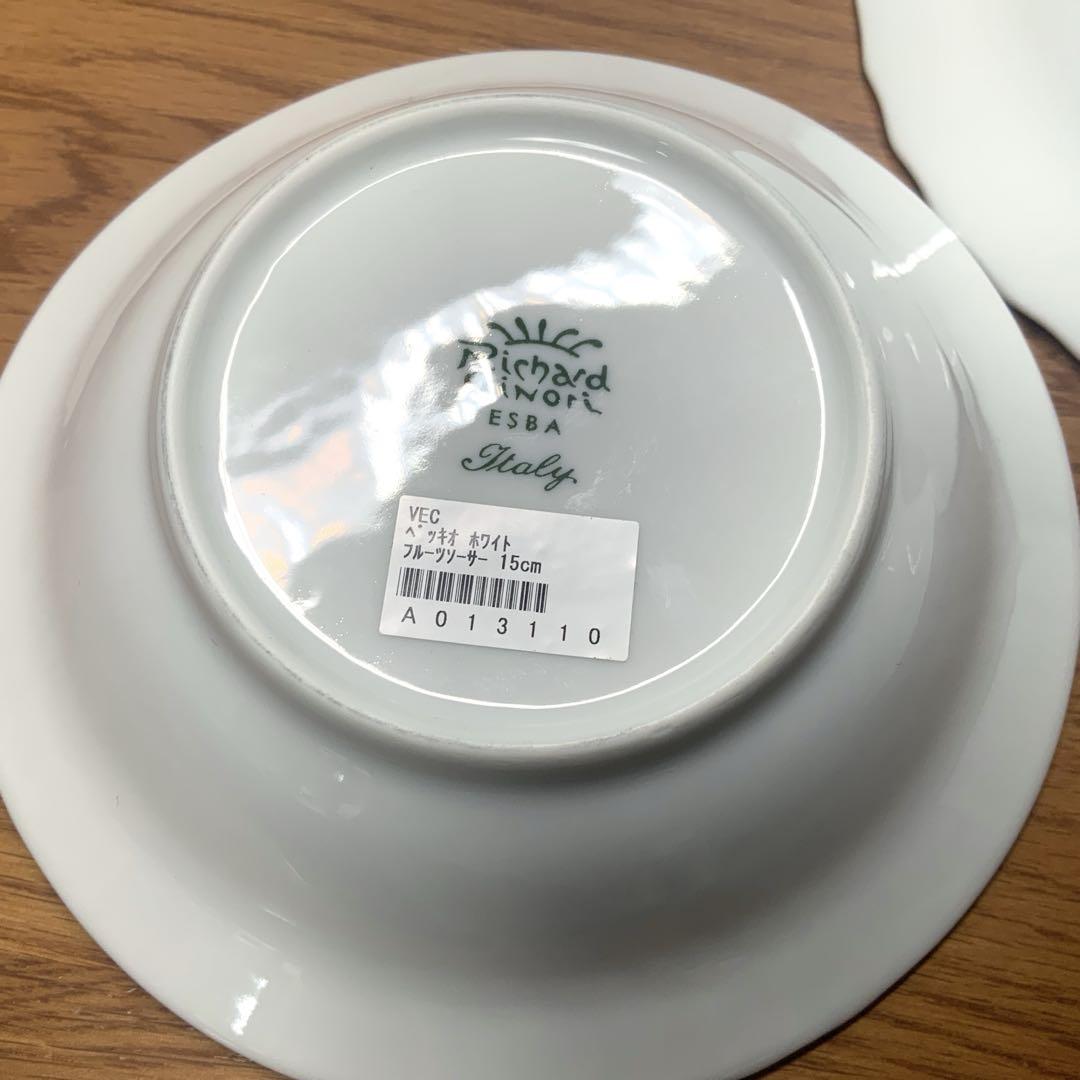 Richard
GiNori
ESBA
Italy
VEC
ベッキオ ホワイト
フルーツソーサー 15cm
A013110